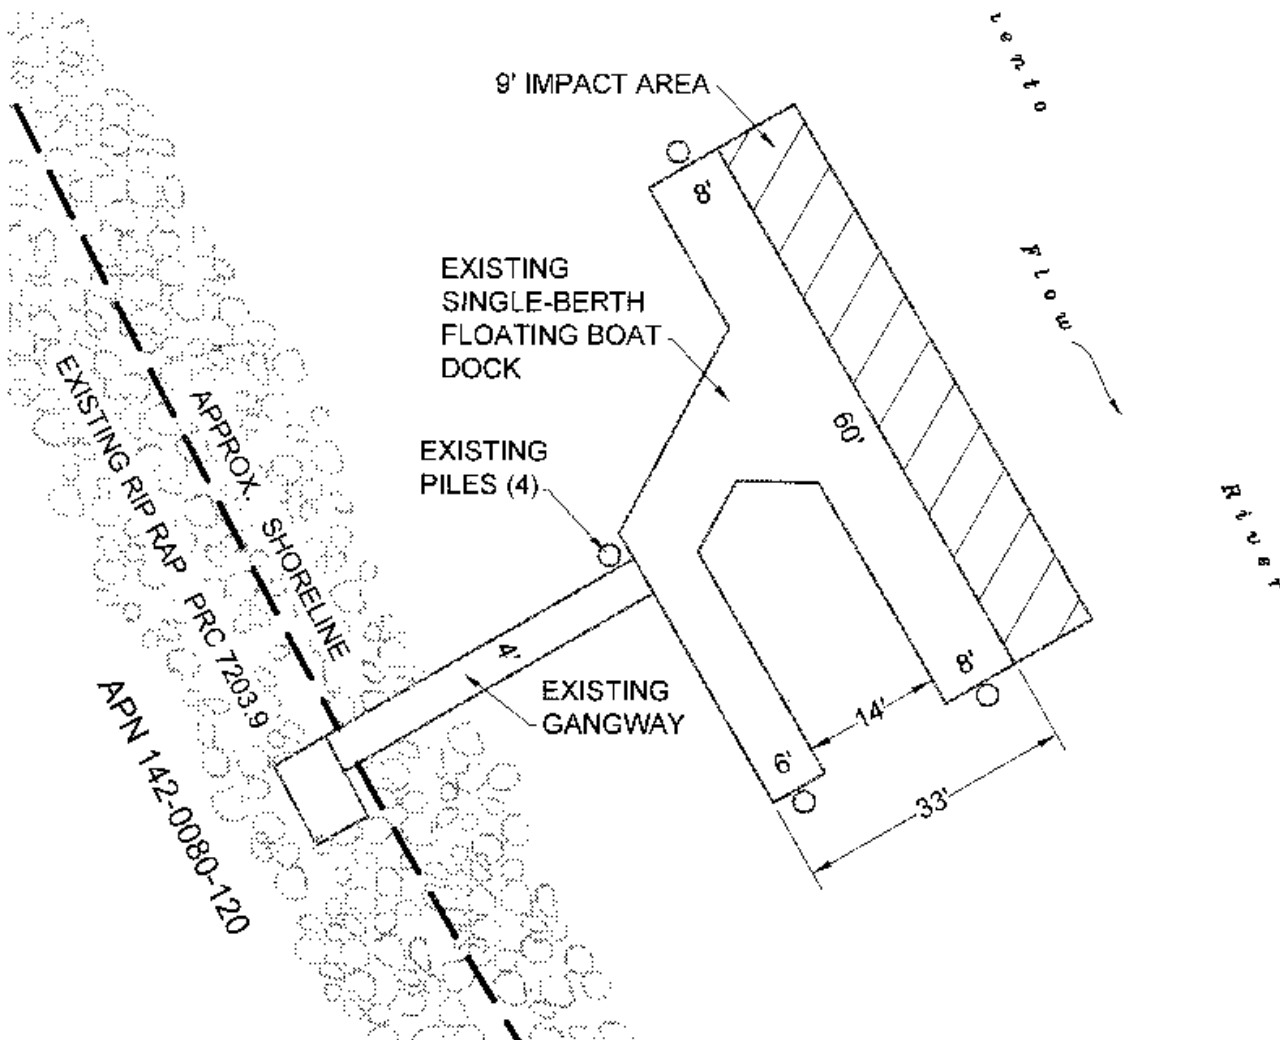 9' IMPACT AREA
8'
EXISTING
SINGLE-BERTH
FLOATING BOAT
DOCK
60'
EXISTING
PILES (4)
4'
EXISTING
GANGWAY
8'
14'
6'
33'
APPROX. SHORELINE
EXISTING RIP RAP PRC 7203.9
APN 142-0080-120
Flow
River